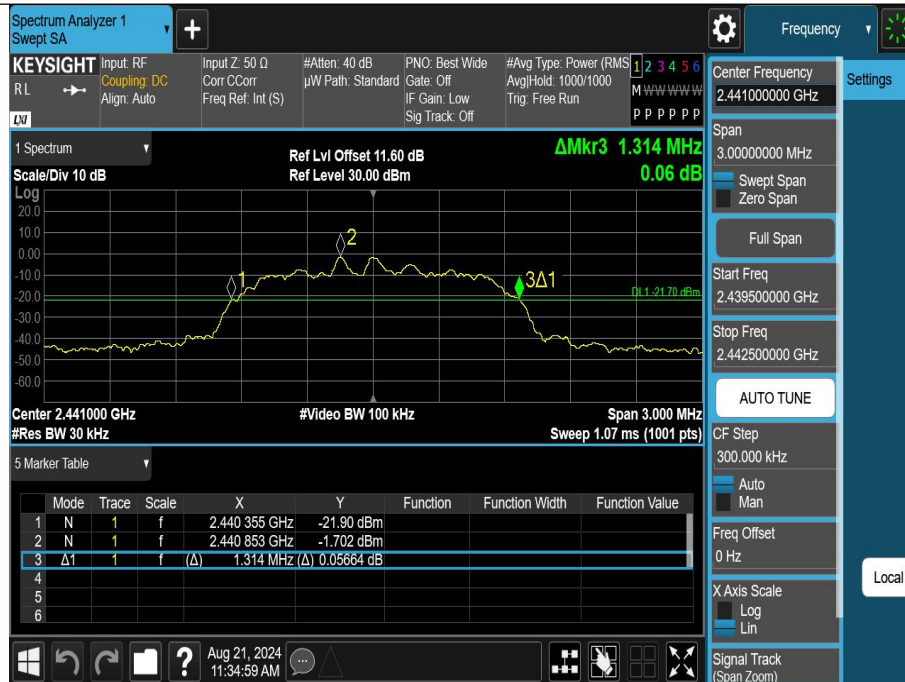 Spectrum Analyzer 1
Swept SA
+
Frequency
KEYSIGHT
RL
LXI
Input: RF
Coupling: DC
Align: Auto
Input Z: 50 Ω
Corr CCorr
Freq Ref: Int (S)
#Atten: 40 dB
µW Path: Standard
PNO: Best Wide
Gate: Off
IF Gain: Low
Sig Track: Off
#Avg Type: Power (RMS
Avg|Hold: 1000/1000
Trig: Free Run
1 2 3 4 5 6
M W W W W W
P P P P P P
1 Spectrum
Scale/Div 10 dB
Ref Lvl Offset 11.60 dB
Ref Level 30.00 dBm
ΔMkr3 1.314 MHz
0.06 dB
Log
20.0
10.0
0.00
-10.0
-20.0
-30.0
-40.0
-50.0
-60.0
1
2
3Δ1
DL1 -21.70 dBm
Center 2.441000 GHz
#Video BW 100 kHz
Span 3.000 MHz
#Res BW 30 kHz
Sweep 1.07 ms (1001 pts)
5 Marker Table
Mode Trace Scale X Y Function Function Width Function Value
1 N 1 f 2.440 355 GHz -21.90 dBm
2 N 1 f 2.440 853 GHz -1.702 dBm
3 Δ1 1 f (Δ) 1.314 MHz (Δ) 0.05664 dB
4
5
6
?
Aug 21, 2024
11:34:59 AM
Center Frequency
2.441000000 GHz
Span
3.00000000 MHz
Swept Span
Zero Span
Full Span
Start Freq
2.439500000 GHz
Stop Freq
2.442500000 GHz
AUTO TUNE
CF Step
300.000 kHz
Auto
Man
Freq Offset
0 Hz
X Axis Scale
Log
Lin
Signal Track
(Span Zoom)
Settings
Local